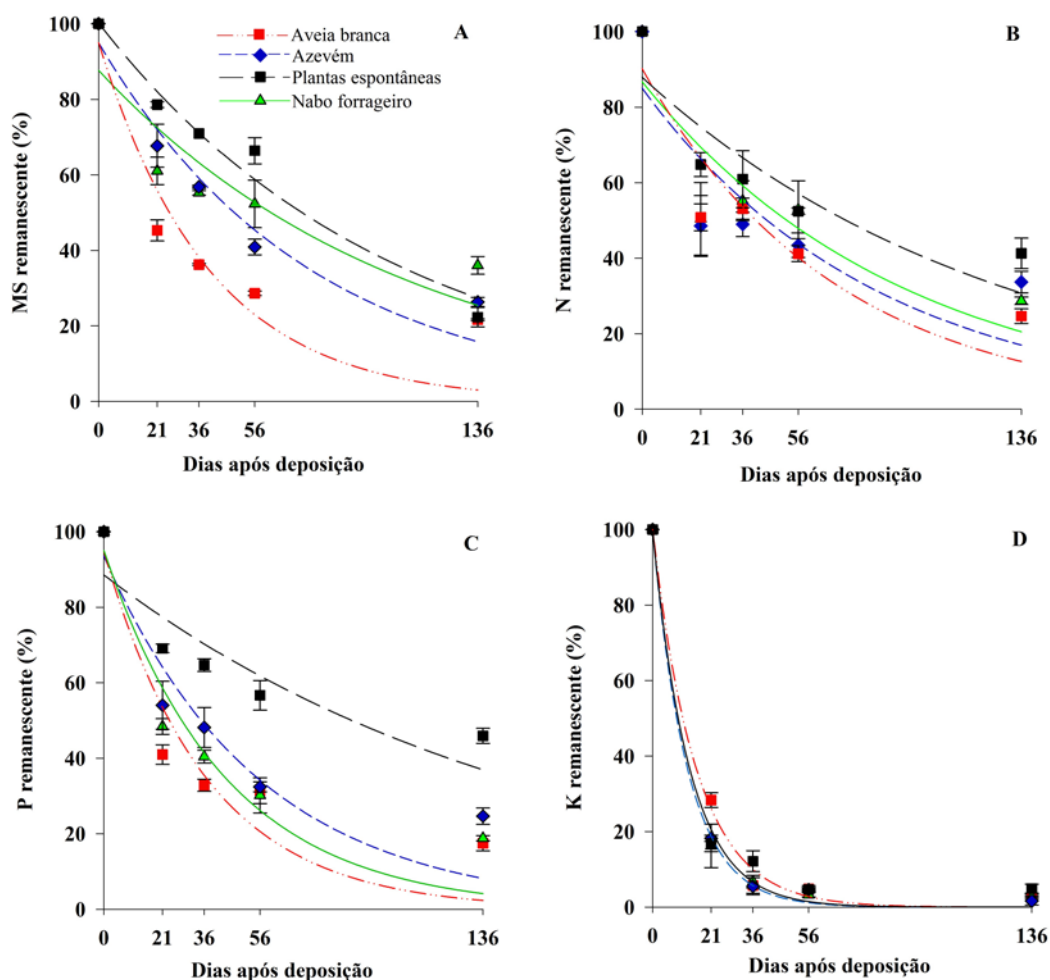 A
Aveia branca
Azevém
Plantas espontâneas
Nabo forrageiro
MS remanescente (%)
100
80
60
40
20
0
0 21 36 56 136
Dias após deposição
B
N remanescente (%)
100
80
60
40
20
0
0 21 36 56 136
Dias após deposição
C
P remanescente (%)
100
80
60
40
20
0
0 21 36 56 136
Dias após deposição
D
K remanescente (%)
100
80
60
40
20
0
0 21 36 56 136
Dias após deposição